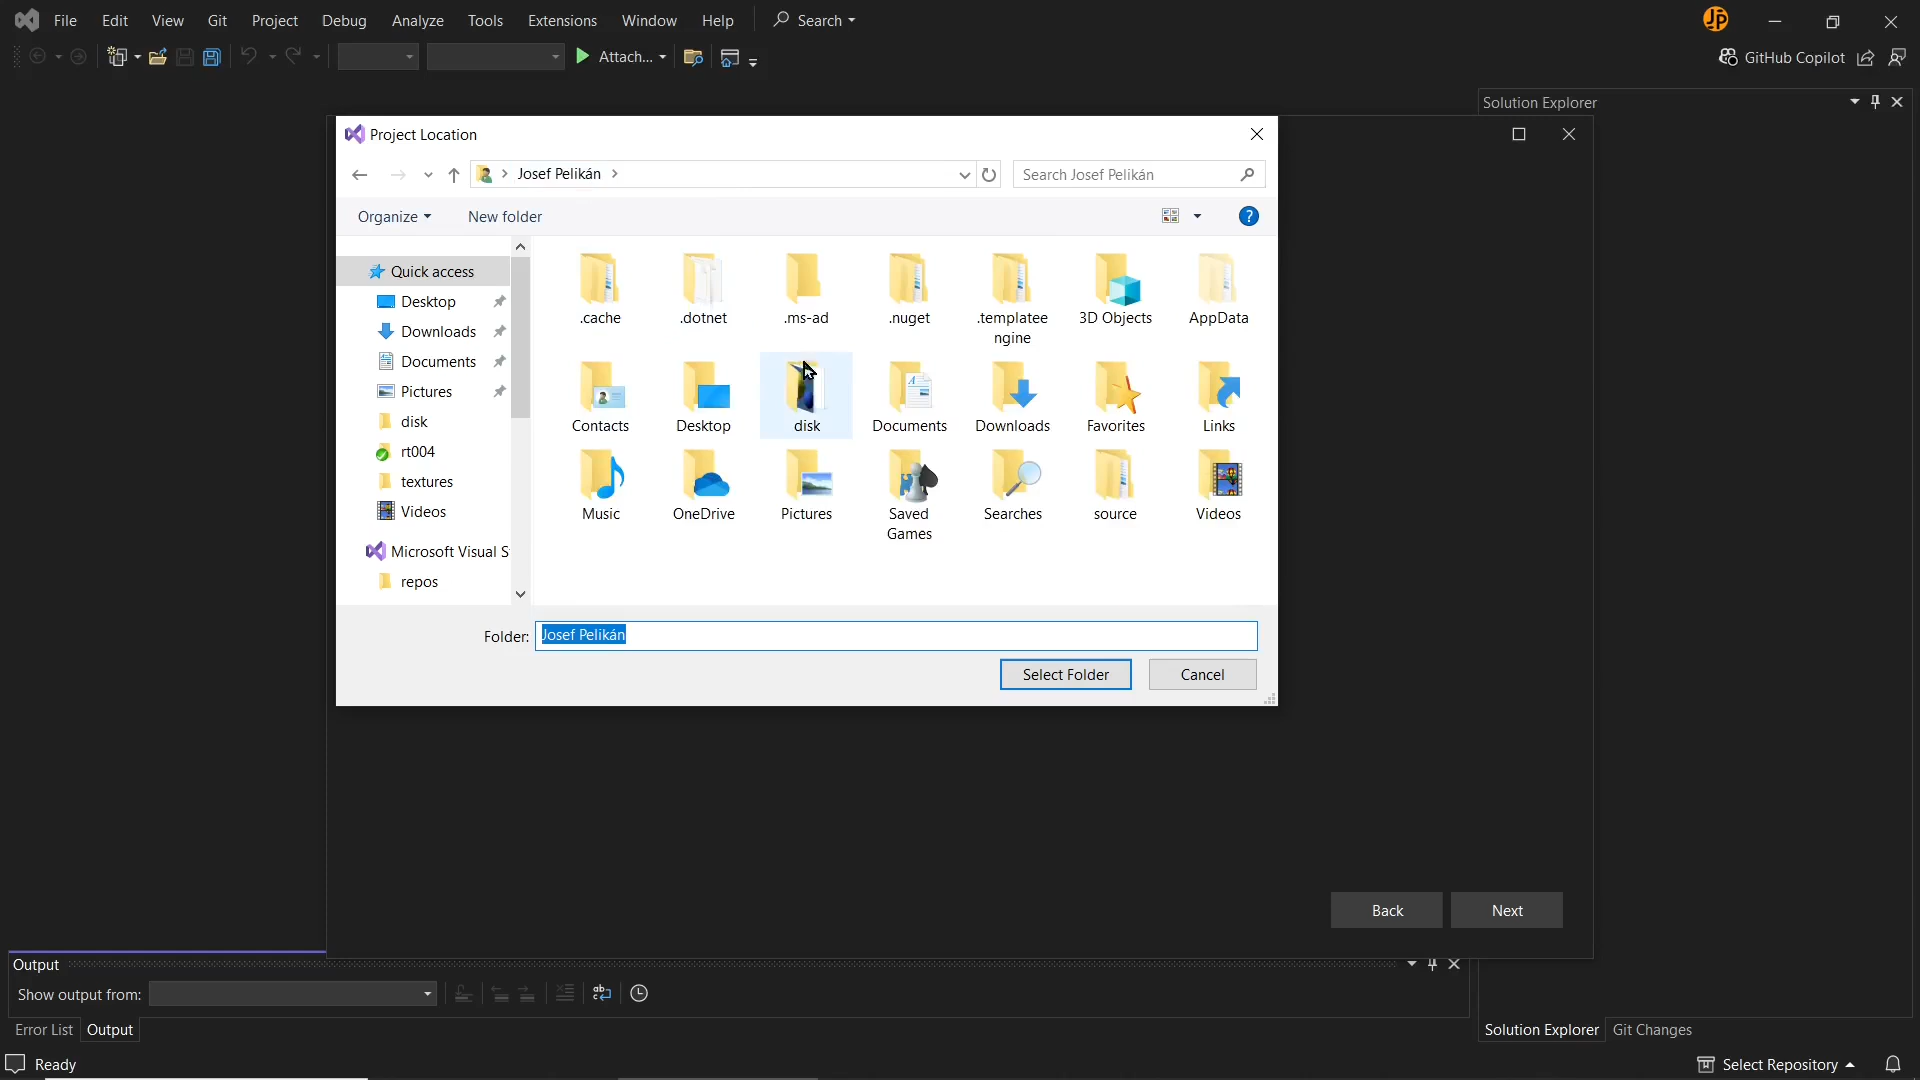 File Edit View Git Project Debug Analyze Tools Extensions Window Help Search
JP
Attach...
GitHub Copilot
Solution Explorer
Project Location
Josef Pelikán
Search Josef Pelikán
Organize
New folder
?
Quick access
Desktop
Downloads
Documents
Pictures
disk
rt004
textures
Videos
Microsoft Visual S
repos
.cache
.dotnet
.ms-ad
.nuget
.templatee
ngine
3D Objects
AppData
Contacts
Desktop
disk
Documents
Downloads
Favorites
Links
Music
OneDrive
Pictures
Saved
Games
Searches
source
Videos
Folder: Josef Pelikán
Select Folder
Cancel
Back
Next
Output
Show output from:
Error List
Output
Solution Explorer
Git Changes
Ready
Select Repository